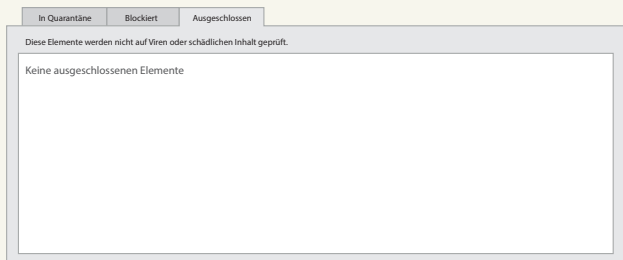 In Quarantäne Blockiert Ausgeschlossen
Diese Elemente werden nicht auf Viren oder schädlichen Inhalt geprüft.
Keine ausgeschlossenen Elemente